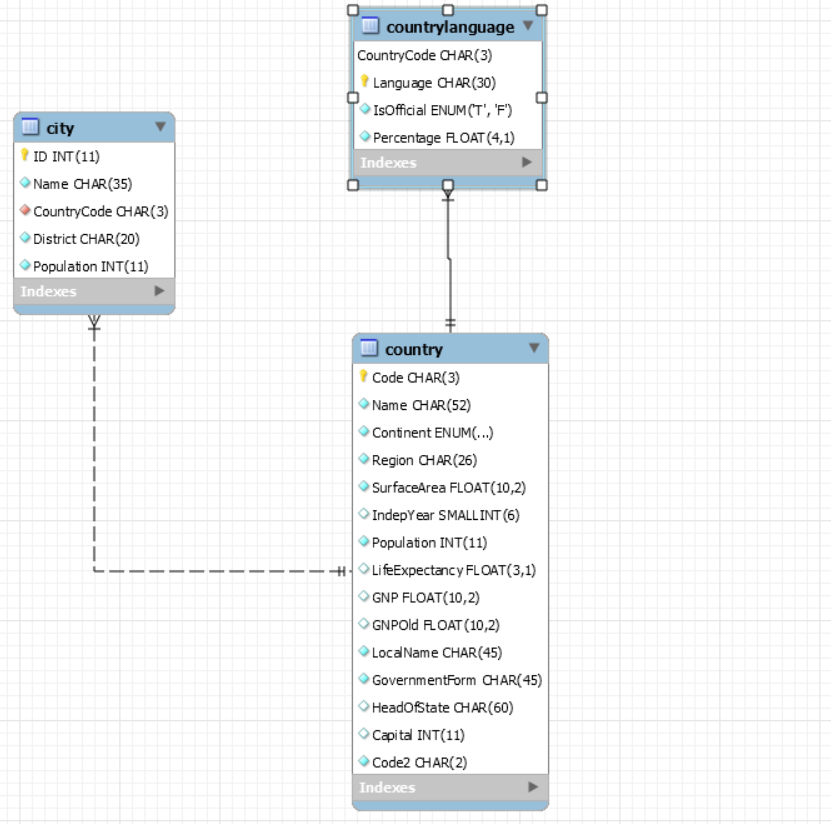 countrylanguage
CountryCode CHAR(3)
Language CHAR(30)
IsOfficial ENUM('T', 'F')
Percentage FLOAT(4,1)
Indexes
city
ID INT(11)
Name CHAR(35)
CountryCode CHAR(3)
District CHAR(20)
Population INT(11)
Indexes
country
Code CHAR(3)
Name CHAR(52)
Continent ENUM(...)
Region CHAR(26)
SurfaceArea FLOAT(10,2)
IndepYear SMALLINT(6)
Population INT(11)
LifeExpectancy FLOAT(3,1)
GNP FLOAT(10,2)
GNPOld FLOAT(10,2)
LocalName CHAR(45)
GovernmentForm CHAR(45)
HeadOfState CHAR(60)
Capital INT(11)
Code2 CHAR(2)
Indexes